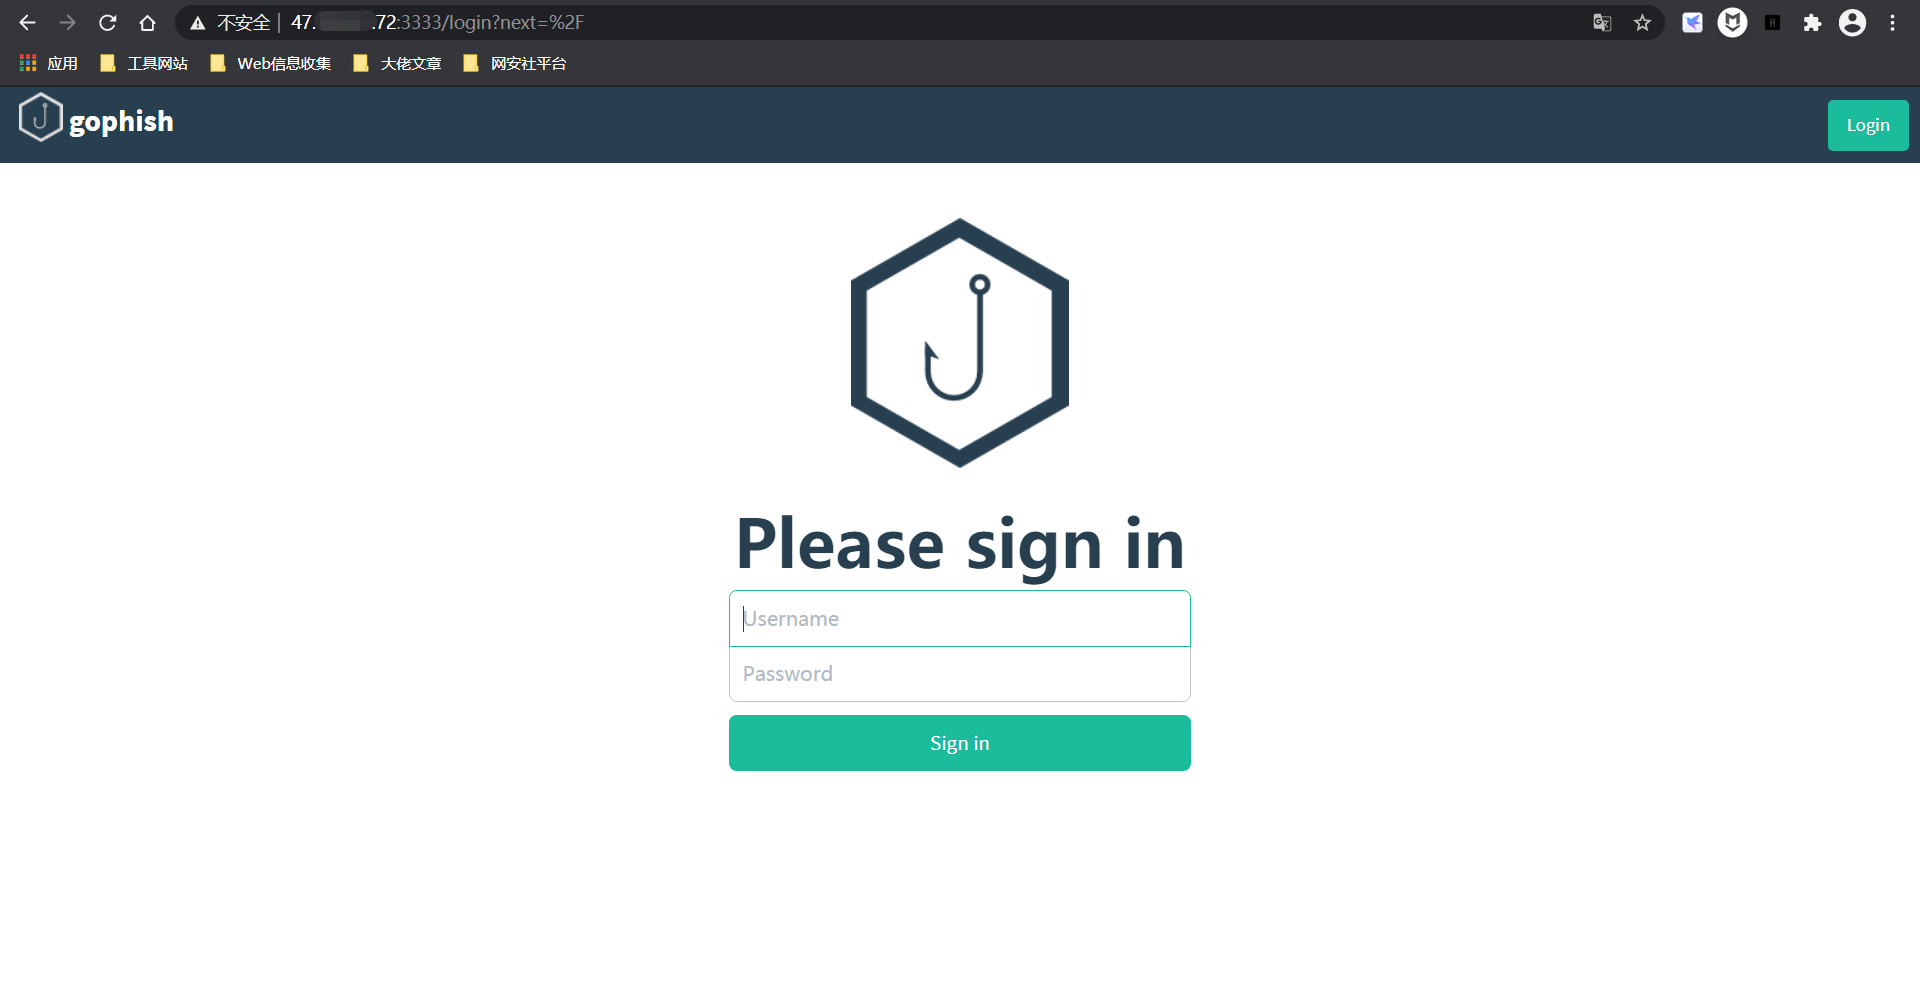 不安全 47. .72:3333/login?next=%2F
应用 工具网站 Web信息收集 大佬文章 网安社平台
gophish Login
Please sign in
Username
Password
Sign in